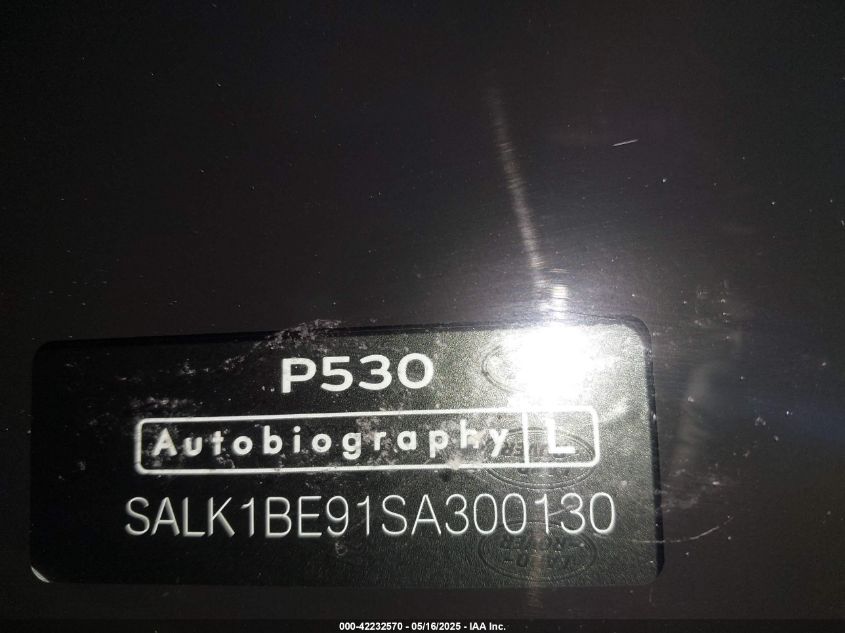 P530
Autobiography L
SALK1BE91SA300130
000-42232570 - 05/16/2025 - IAA Inc.